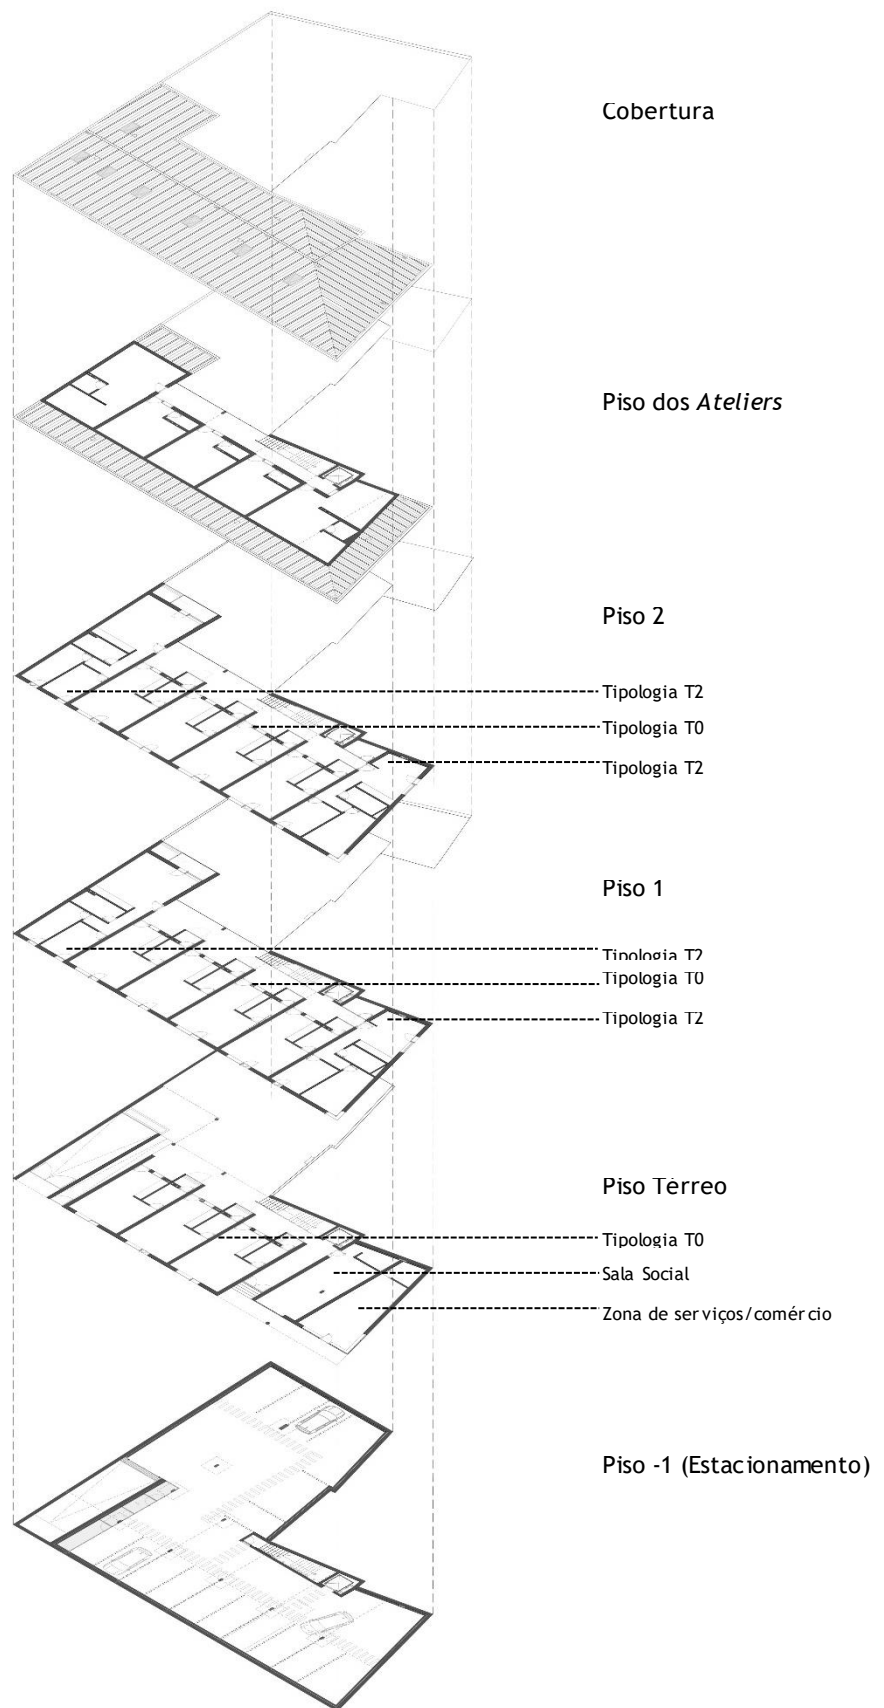 Cobertura
Piso dos Ateliers
Piso 2
Tipologia T2
Tipologia T0
Tipologia T2
Piso 1
Tipologia T2
Tipologia T0
Tipologia T2
Piso Térreo
Tipologia T0
Sala Social
Zona de serviços/comércio
Piso -1 (Estacionamento)